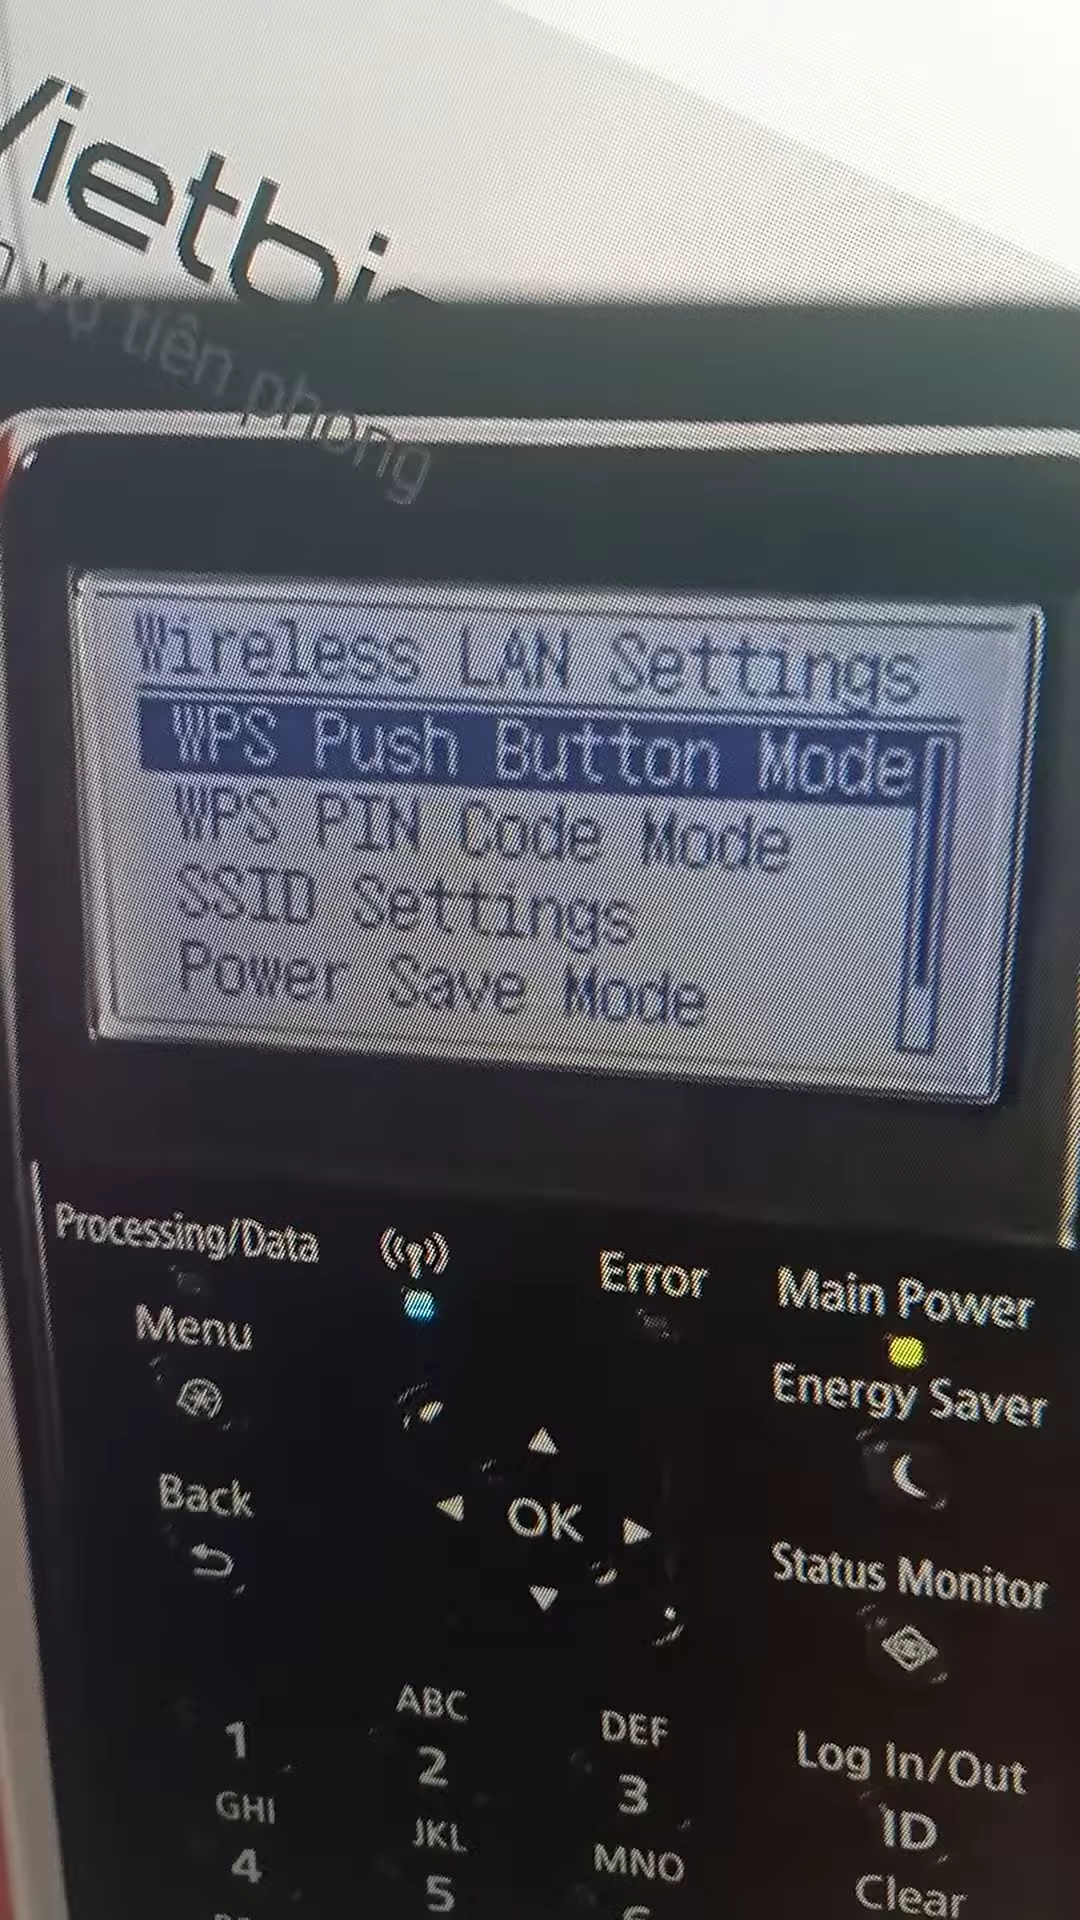 vụ tiên phong
Wireless LAN Settings
WPS Push Button Mode
WPS PIN Code Mode
SSID Settings
Power Save Mode
Processing/Data
Error
Main Power
Menu
Energy Saver
Back
OK
Status Monitor
ABC
DEF
1
2
3
Log In/Out
ID
GHI
JKL
MNO
4
5
Clear